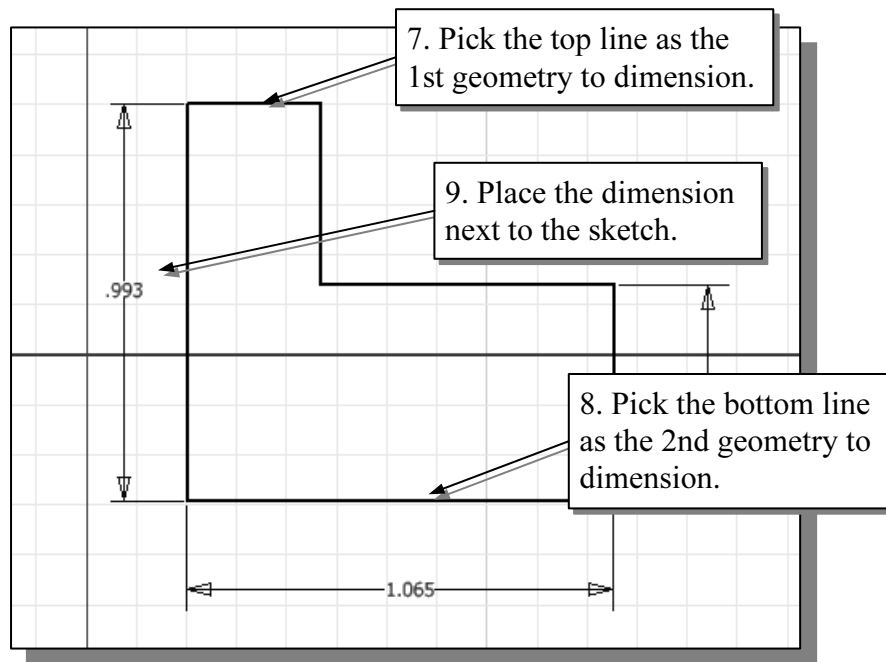 7. Pick the top line as the
1st geometry to dimension.
9. Place the dimension
next to the sketch.
.993
8. Pick the bottom line
as the 2nd geometry to
dimension.
1.065